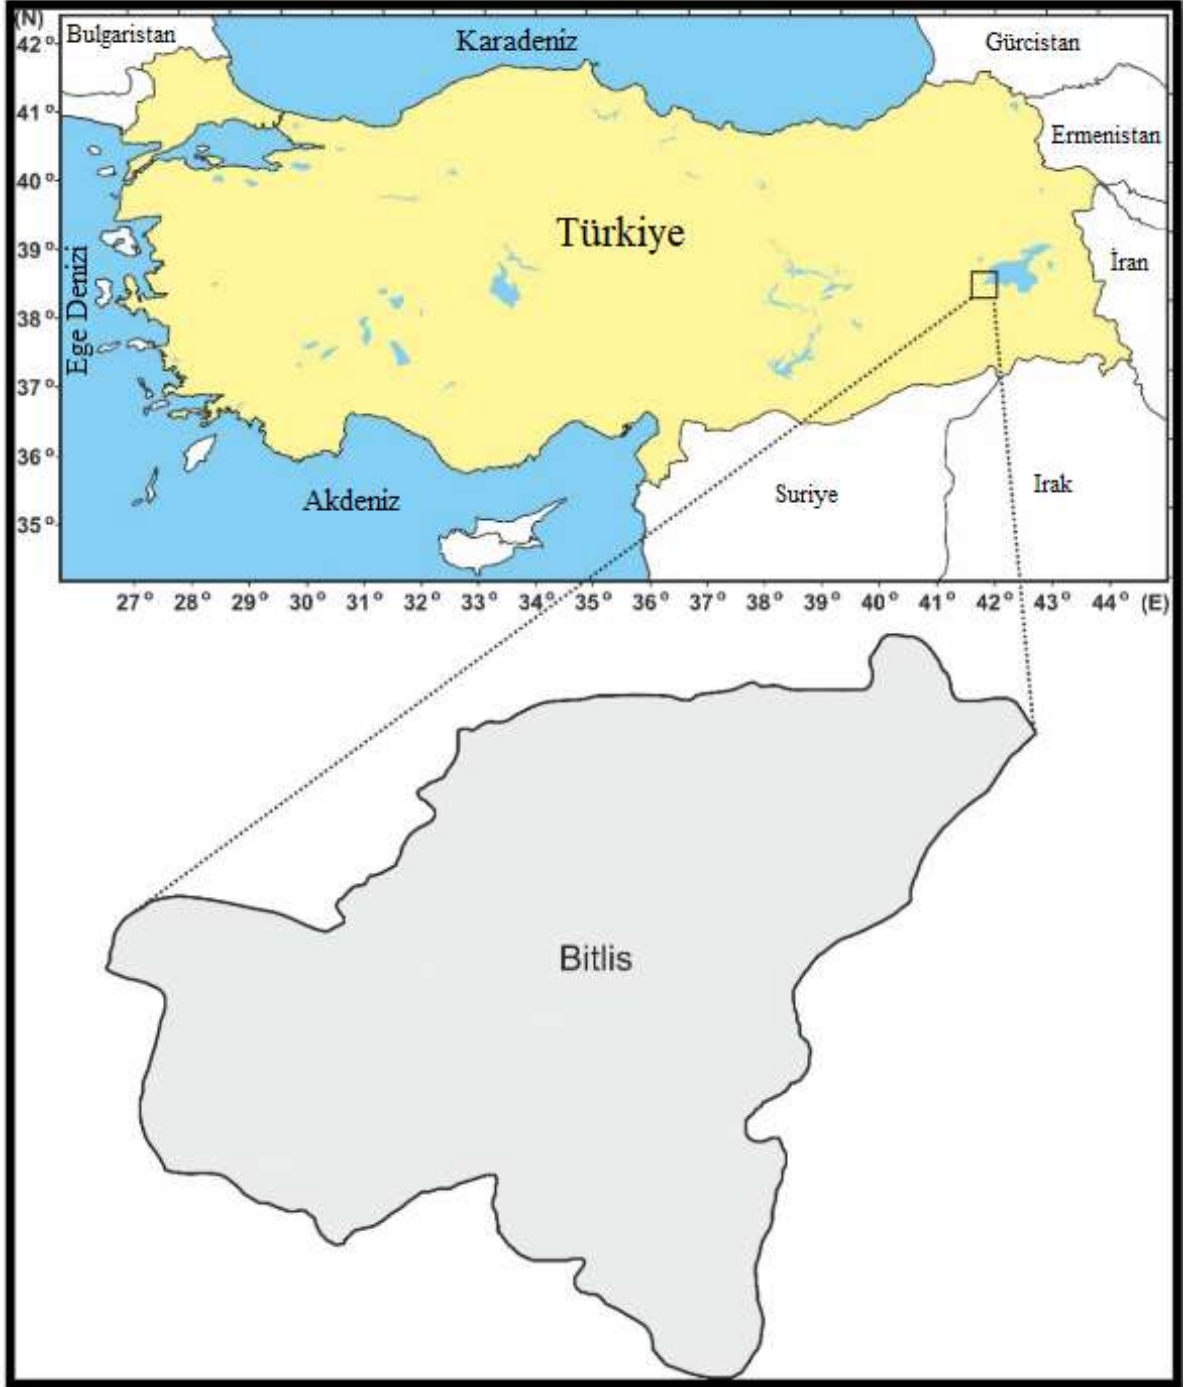 (N)
Bulgaristan
Karadeniz
Gürcistan
42°
41°
Ermenistan
40°
Türkiye
39°
İran
Ege Denizi
38°
37°
36°
Akdeniz
Suriye
Irak
35°
27° 28° 29° 30° 31° 32° 33° 34° 35° 36° 37° 38° 39° 40° 41° 42° 43° 44° (E)
Bitlis